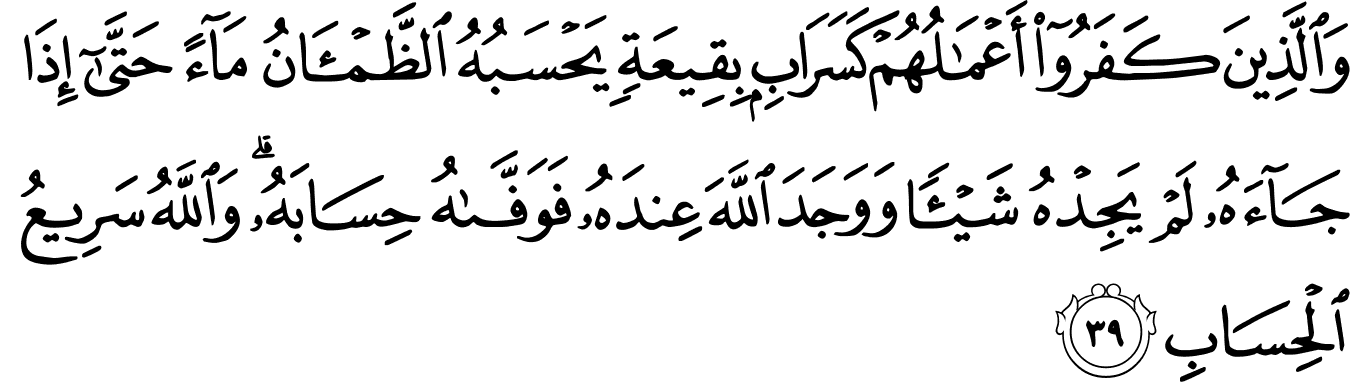 وَٱلَّذِينَ كَفَرُوٓا۟ أَعْمَـٰلُهُمْ كَسَرَابٍۭ بِقِيعَةٍ يَحْسَبُهُ ٱلظَّمْـَٔانُ مَآءً حَتَّىٰٓ إِذَا
جَآءَهُۥ لَمْ يَجِدْهُ شَيْـًٔا وَوَجَدَ ٱللَّهَ عِندَهُۥ فَوَفَّىٰهُ حِسَابَهُۥ ۗ وَٱللَّهُ سَرِيعُ
ٱلْحِسَابِ ٣٩